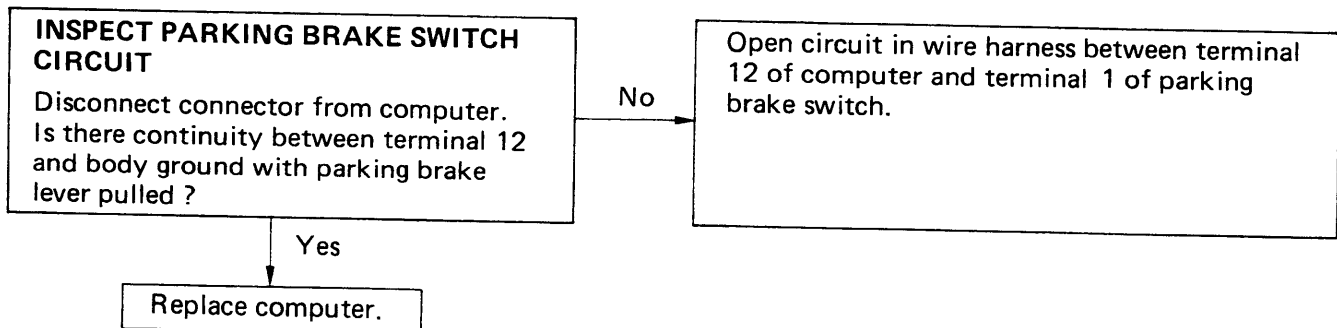 INSPECT PARKING BRAKE SWITCH
CIRCUIT
Disconnect connector from computer.
Is there continuity between terminal 12
and body ground with parking brake
lever pulled ?
No
Open circuit in wire harness between terminal
12 of computer and terminal 1 of parking
brake switch.
Yes
Replace computer.